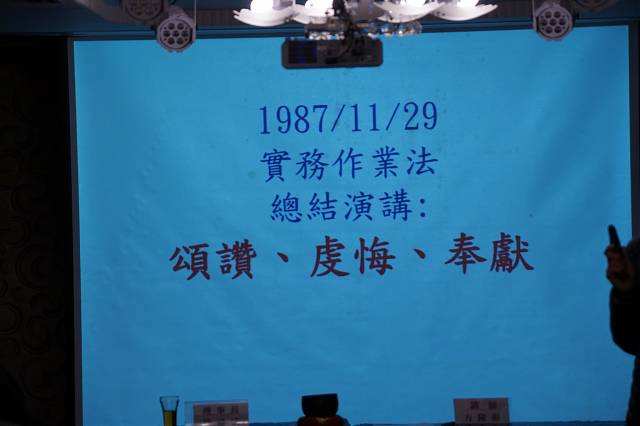 1987/11/29
實務作業法
總結演講:
頌讚、虔悔、奉獻